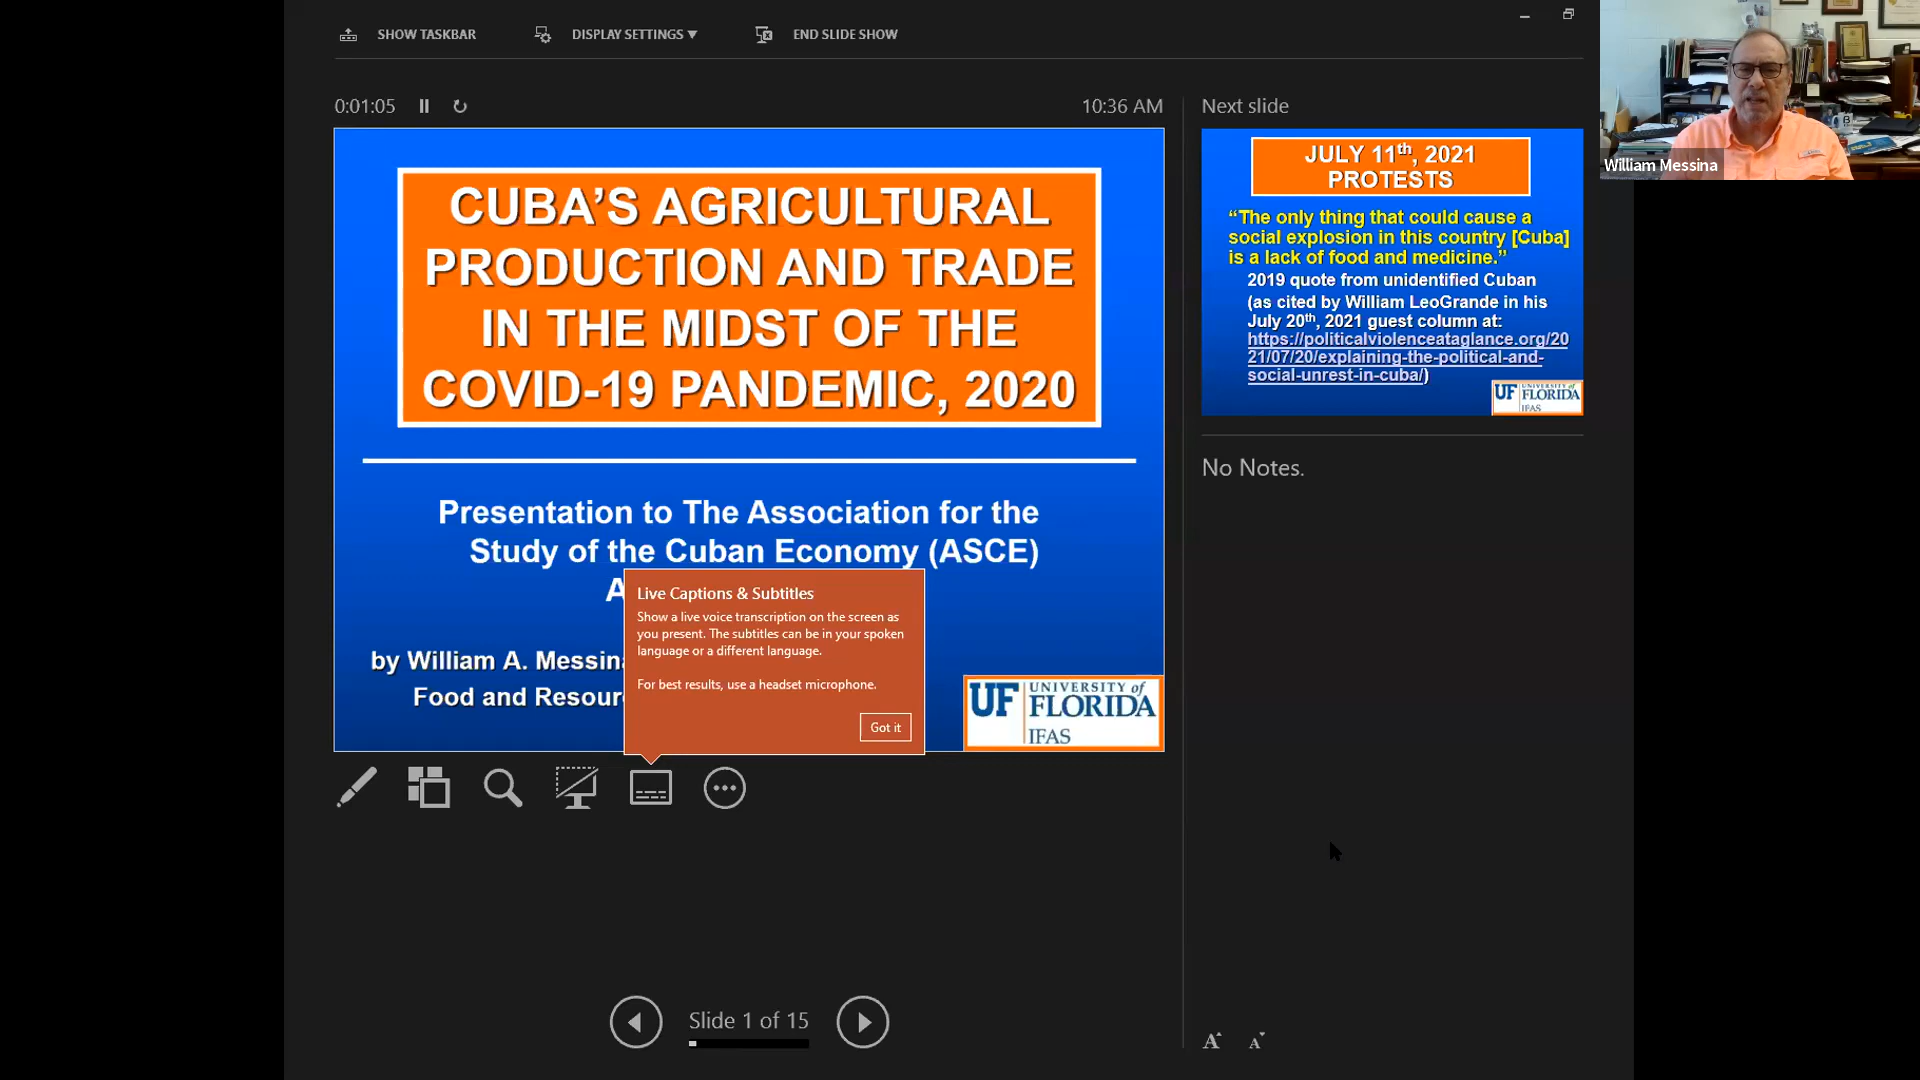 SHOW TASKBAR
DISPLAY SETTINGS ▼
END SLIDE SHOW
0:01:05
10:36 AM
CUBA’S AGRICULTURAL
PRODUCTION AND TRADE
IN THE MIDST OF THE
COVID-19 PANDEMIC, 2020
Presentation to The Association for the
Study of the Cuban Economy (ASCE)
A
by William A. Messina
Food and Resour
Live Captions & Subtitles
Show a live voice transcription on the screen as
you present. The subtitles can be in your spoken
language or a different language.
For best results, use a headset microphone.
Got it
UF UNIVERSITY of
FLORIDA
IFAS
Slide 1 of 15
Next slide
JULY 11th, 2021
PROTESTS
“The only thing that could cause a
social explosion in this country [Cuba]
is a lack of food and medicine.”
2019 quote from unidentified Cuban
(as cited by William LeoGrande in his
July 20th, 2021 guest column at:
https://politicalviolenceataglance.org/20
21/07/20/explaining-the-political-and-
social-unrest-in-cuba/)
UF UNIVERSITY of
FLORIDA
IFAS
No Notes.
A A
William Messina